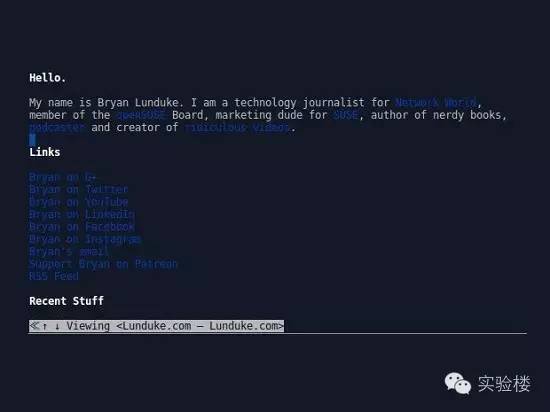 Hello.
My name is Bryan Lunduke. I am a technology journalist for Network World,
member of the openSUSE Board, marketing dude for SUSE, author of nerdy books,
podcaster and creator of ridiculous videos.
Links
Bryan on G+
Bryan on Twitter
Bryan on YouTube
Bryan on LinkedIn
Bryan on Facebook
Bryan on Instagram
Bryan's email
Support Bryan on Patreon
RSS Feed
Recent Stuff
≪↑ ↓ Viewing <Lunduke.com — Lunduke.com>
实验楼